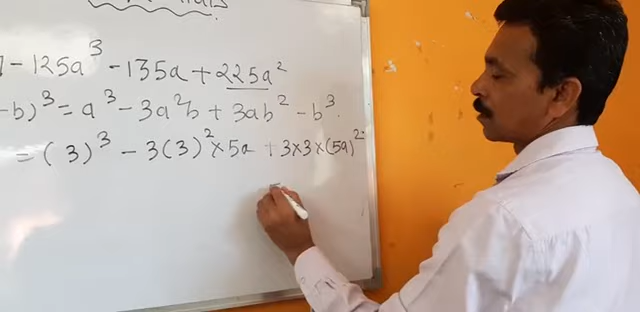 - 125a³ - 135a + 225a²
-b)³ = a³ - 3a²b + 3ab² - b³.
= (3)³ - 3(3)² × 5a + 3×3×(5a)²